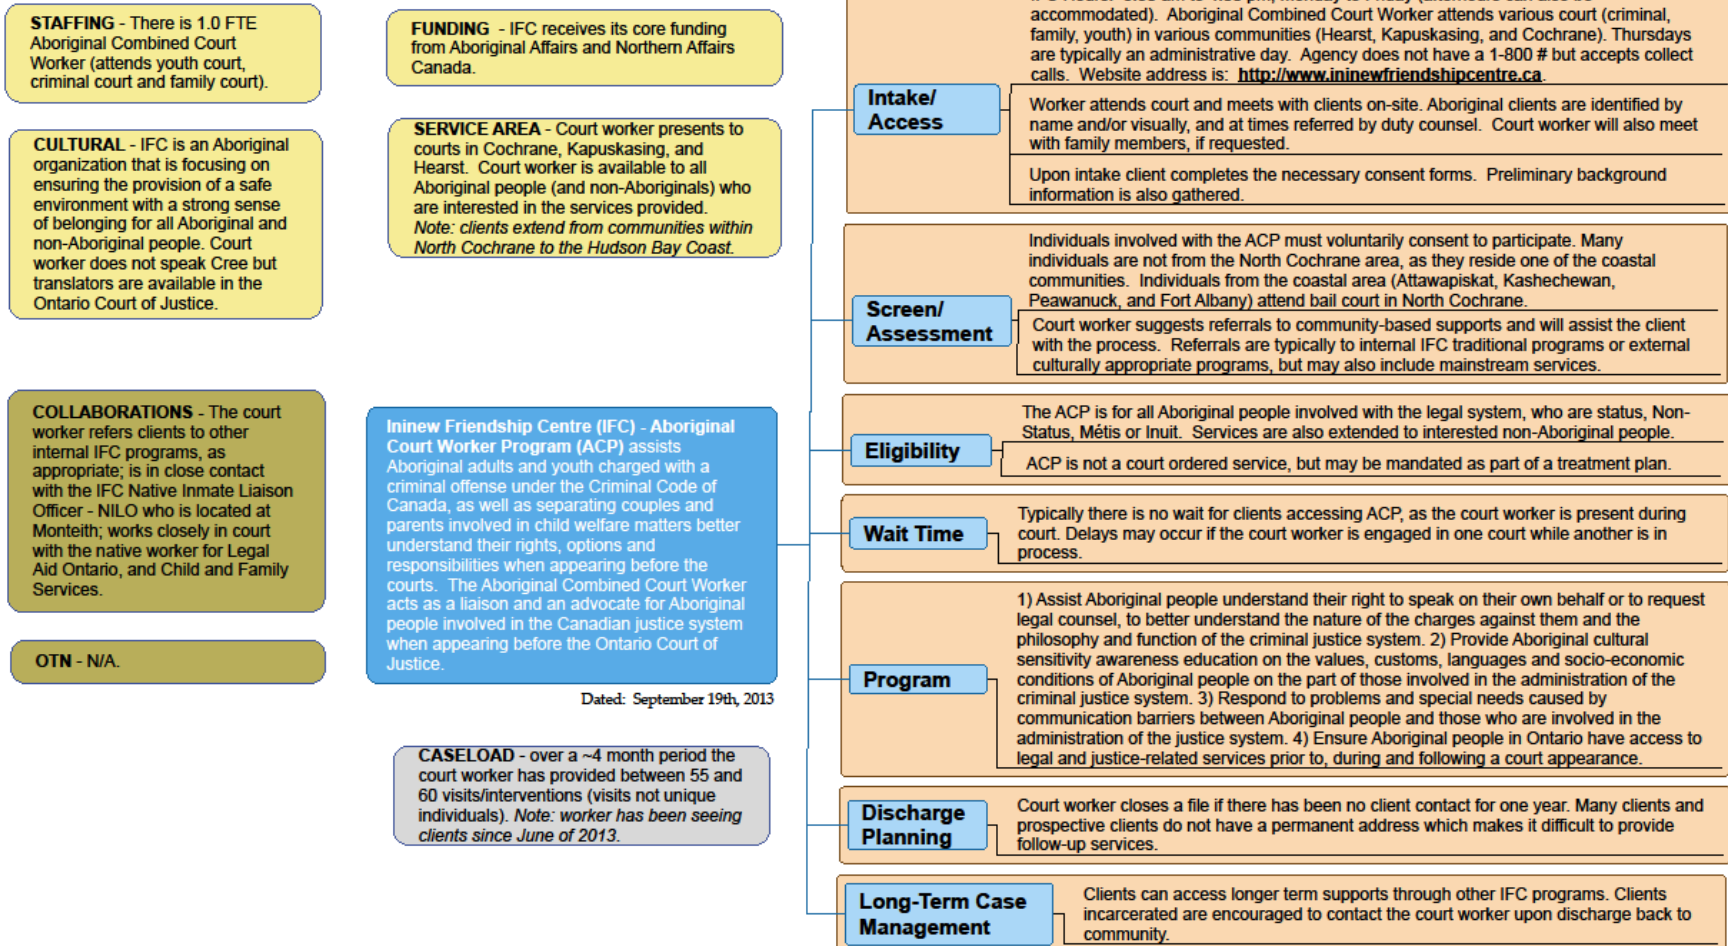 STAFFING - There is 1.0 FTE
Aboriginal Combined Court
Worker (attends youth court,
criminal court and family court).
CULTURAL - IFC is an Aboriginal
organization that is focusing on
ensuring the provision of a safe
environment with a strong sense
of belonging for all Aboriginal and
non-Aboriginal people. Court
worker does not speak Cree but
translators are available in the
Ontario Court of Justice.
COLLABORATIONS - The court
worker refers clients to other
internal IFC programs, as
appropriate; is in close contact
with the IFC Native Inmate Liaison
Officer - NILO who is located at
Monteith; works closely in court
with the native worker for Legal
Aid Ontario, and Child and Family
Services.
OTN - N/A.
FUNDING - IFC receives its core funding
from Aboriginal Affairs and Northern Affairs
Canada.
SERVICE AREA - Court worker presents to
courts in Cochrane, Kapuskasing, and
Hearst. Court worker is available to all
Aboriginal people (and non-Aboriginals) who
are interested in the services provided.
Note: clients extend from communities within
North Cochrane to the Hudson Bay Coast.
Ininew Friendship Centre (IFC) - Aboriginal
Court Worker Program (ACP) assists
Aboriginal adults and youth charged with a
criminal offense under the Criminal Code of
Canada, as well as separating couples and
parents involved in child welfare matters better
understand their rights, options and
responsibilities when appearing before the
courts. The Aboriginal Combined Court Worker
acts as a liaison and an advocate for Aboriginal
people involved in the Canadian justice system
when appearing before the Ontario Court of
Justice.
Dated: September 19th, 2013
CASELOAD - over a ~4 month period the
court worker has provided between 55 and
60 visits/interventions (visits not unique
individuals). Note: worker has been seeing
clients since June of 2013.
Intake/
Access
accommodated). Aboriginal Combined Court Worker attends various court (criminal,
family, youth) in various communities (Hearst, Kapuskasing, and Cochrane). Thursdays
are typically an administrative day. Agency does not have a 1-800 # but accepts collect
calls. Website address is: http://www.ininewfriendshipcentre.ca.
Worker attends court and meets with clients on-site. Aboriginal clients are identified by
name and/or visually, and at times referred by duty counsel. Court worker will also meet
with family members, if requested.
Upon intake client completes the necessary consent forms. Preliminary background
information is also gathered.
Screen/
Assessment
Individuals involved with the ACP must voluntarily consent to participate. Many
individuals are not from the North Cochrane area, as they reside one of the coastal
communities. Individuals from the coastal area (Attawapiskat, Kashechewan,
Peawanuck, and Fort Albany) attend bail court in North Cochrane.
Court worker suggests referrals to community-based supports and will assist the client
with the process. Referrals are typically to internal IFC traditional programs or external
culturally appropriate programs, but may also include mainstream services.
Eligibility
The ACP is for all Aboriginal people involved with the legal system, who are status, Non-
Status, Métis or Inuit. Services are also extended to interested non-Aboriginal people.
ACP is not a court ordered service, but may be mandated as part of a treatment plan.
Wait Time
Typically there is no wait for clients accessing ACP, as the court worker is present during
court. Delays may occur if the court worker is engaged in one court while another is in
process.
Program
1) Assist Aboriginal people understand their right to speak on their own behalf or to request
legal counsel, to better understand the nature of the charges against them and the
philosophy and function of the criminal justice system. 2) Provide Aboriginal cultural
sensitivity awareness education on the values, customs, languages and socio-economic
conditions of Aboriginal people on the part of those involved in the administration of the
criminal justice system. 3) Respond to problems and special needs caused by
communication barriers between Aboriginal people and those who are involved in the
administration of the justice system. 4) Ensure Aboriginal people in Ontario have access to
legal and justice-related services prior to, during and following a court appearance.
Discharge
Planning
Court worker closes a file if there has been no client contact for one year. Many clients and
prospective clients do not have a permanent address which makes it difficult to provide
follow-up services.
Long-Term Case
Management
Clients can access longer term supports through other IFC programs. Clients
incarcerated are encouraged to contact the court worker upon discharge back to
community.